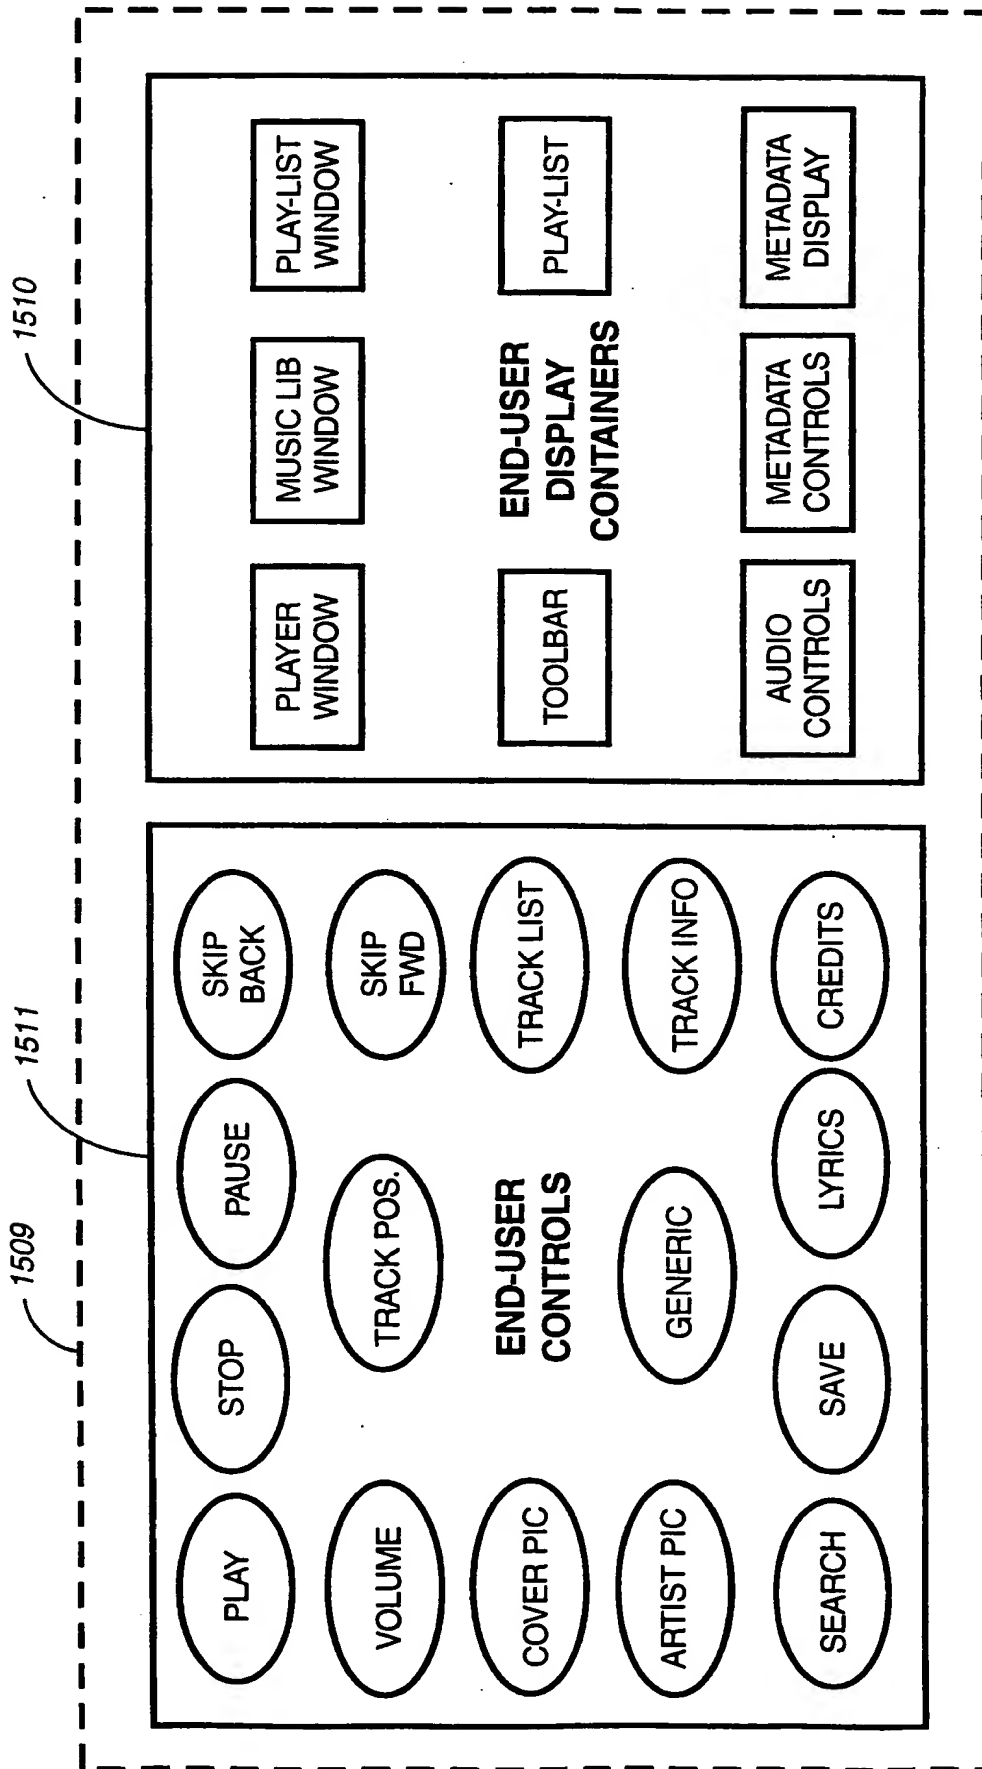 1509
1511
1510
PLAY
STOP
PAUSE
SKIP
BACK
VOLUME
TRACK POS.
SKIP
FWD
COVER PIC
END-USER
CONTROLS
TRACK LIST
ARTIST PIC
GENERIC
TRACK INFO
SEARCH
SAVE
LYRICS
CREDITS
PLAYER
WINDOW
MUSIC LIB
WINDOW
PLAY-LIST
WINDOW
TOOLBAR
END-USER
DISPLAY
CONTAINERS
PLAY-LIST
AUDIO
CONTROLS
METADATA
CONTROLS
METADATA
DISPLAY